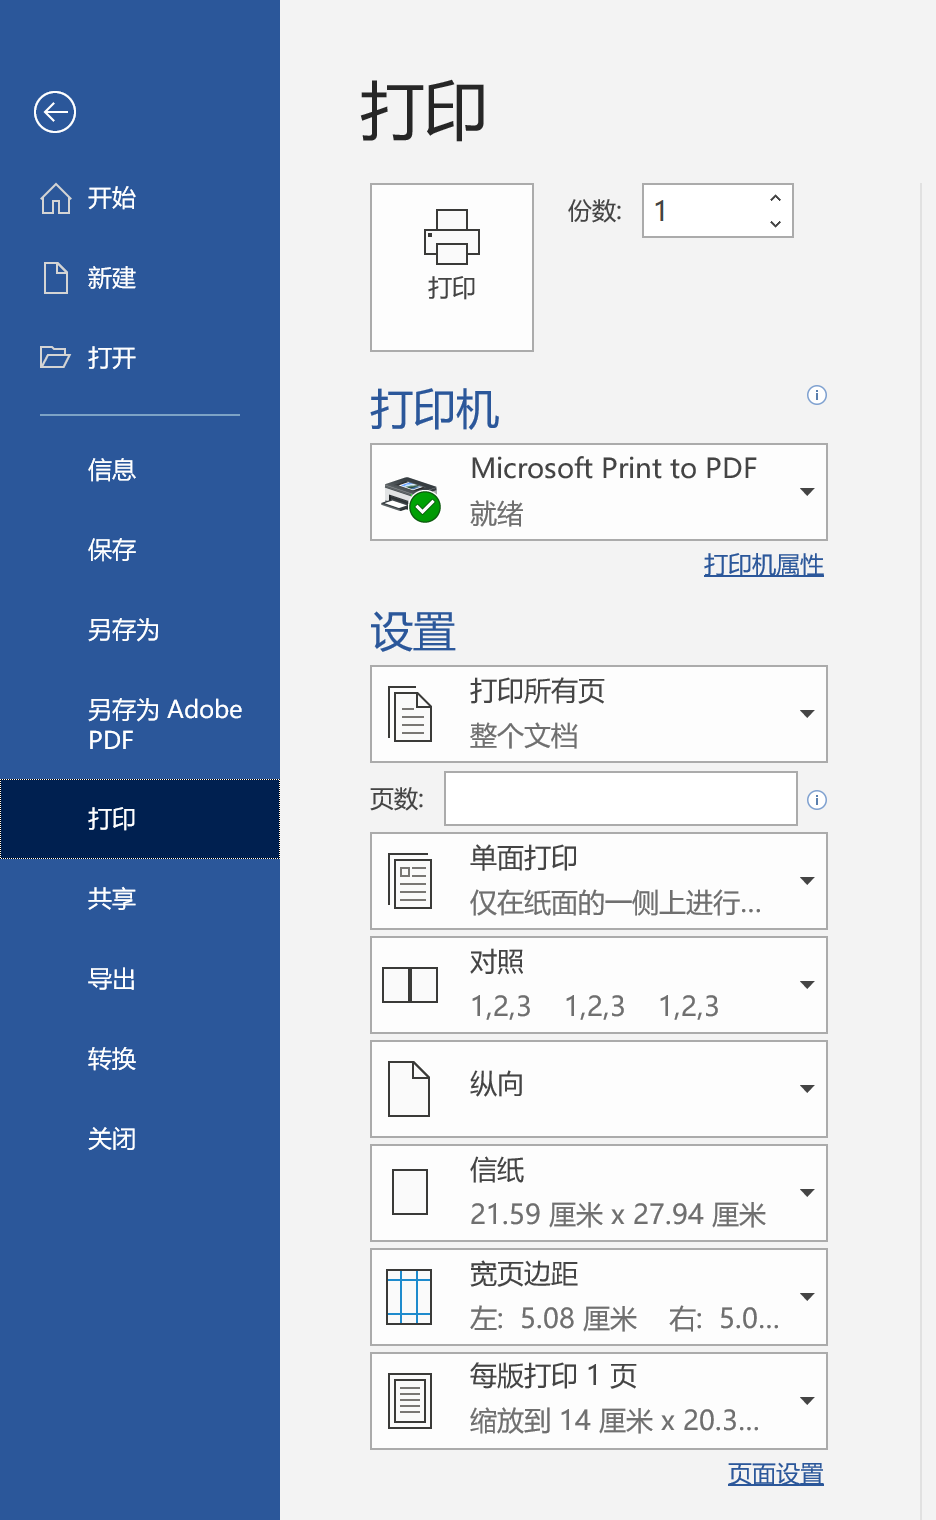 打印
开始
新建
打开
信息
保存
另存为
另存为 Adobe
PDF
打印
共享
导出
转换
关闭
打印
份数:
1
打印机
Microsoft Print to PDF
就绪
打印机属性
设置
打印所有页
整个文档
页数:
单面打印
仅在纸面的一侧上进行...
对照
1,2,3 1,2,3 1,2,3
纵向
信纸
21.59 厘米 x 27.94 厘米
宽页边距
左: 5.08 厘米 右: 5.0...
每版打印 1 页
缩放到 14 厘米 x 20.3...
页面设置